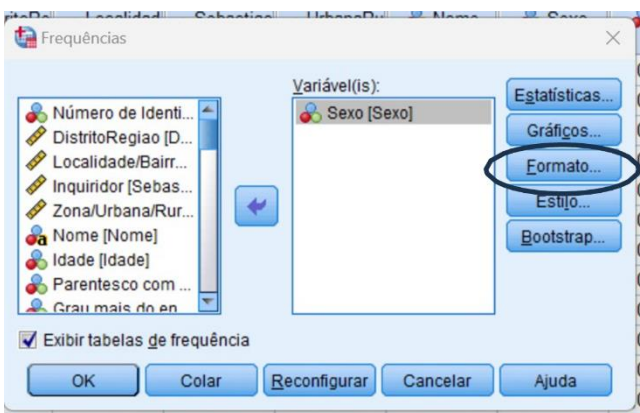 Nome
Sexo
Frequências
Variável(is):
Número de Identi...
DistritoRegiao [D...
Localidade/Bairr...
Inquiridor [Sebas...
Zona/Urbana/Rur...
Nome [Nome]
Idade [Idade]
Parentesco com ...
Grau mais do en...
Sexo [Sexo]
Estatísticas...
Gráficos...
Formato...
Estilo...
Bootstrap...
Exibir tabelas de frequência
OK
Colar
Reconfigurar
Cancelar
Ajuda